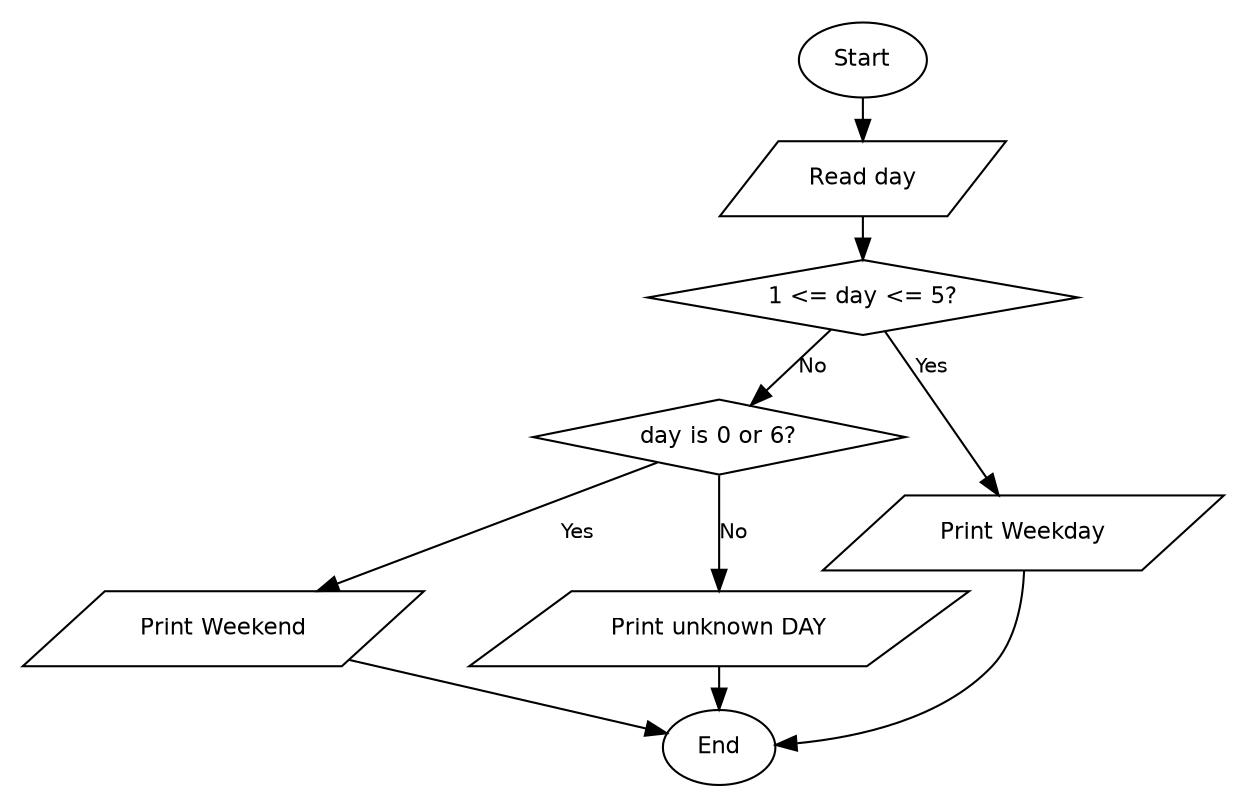 Start
Read day
1 <= day <= 5?
No
Yes
day is 0 or 6?
Yes
No
Print Weekday
Print Weekend
Print unknown DAY
End